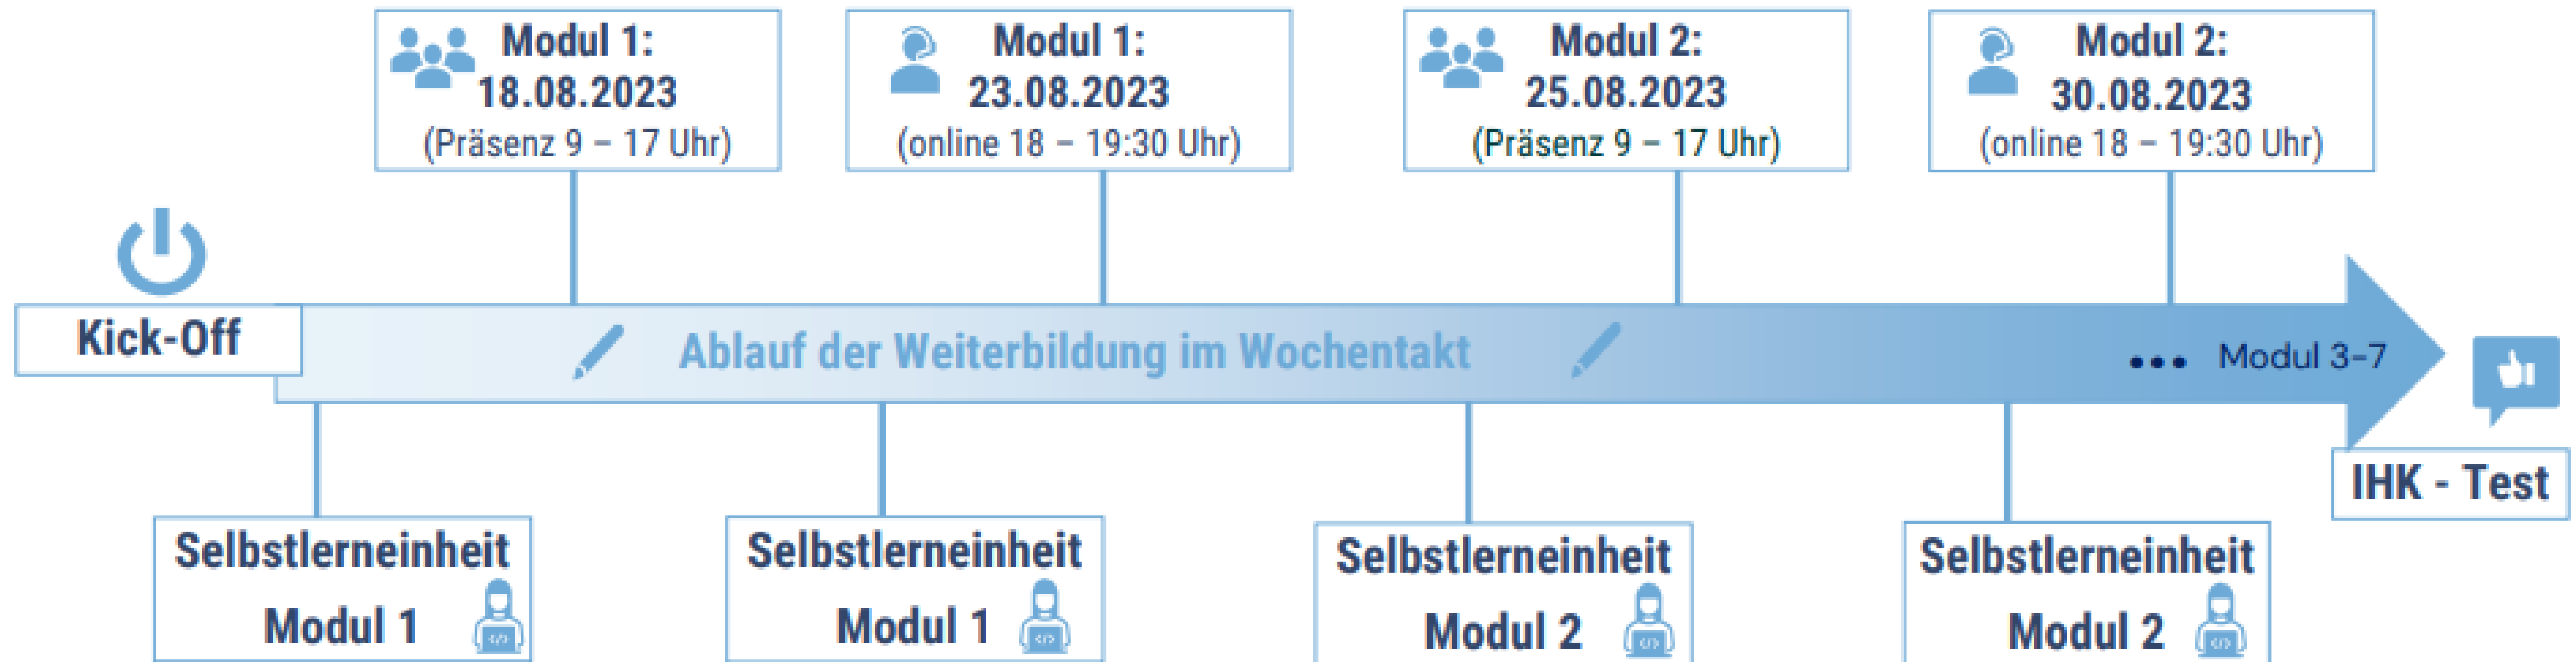 Modul 1:
18.08.2023
(Präsenz 9 – 17 Uhr)
Modul 1:
23.08.2023
(online 18 – 19:30 Uhr)
Modul 2:
25.08.2023
(Präsenz 9 – 17 Uhr)
Modul 2:
30.08.2023
(online 18 – 19:30 Uhr)
Kick-Off
Ablauf der Weiterbildung im Wochentakt
... Modul 3–7
IHK - Test
Selbstlerneinheit
Modul 1
Selbstlerneinheit
Modul 1
Selbstlerneinheit
Modul 2
Selbstlerneinheit
Modul 2